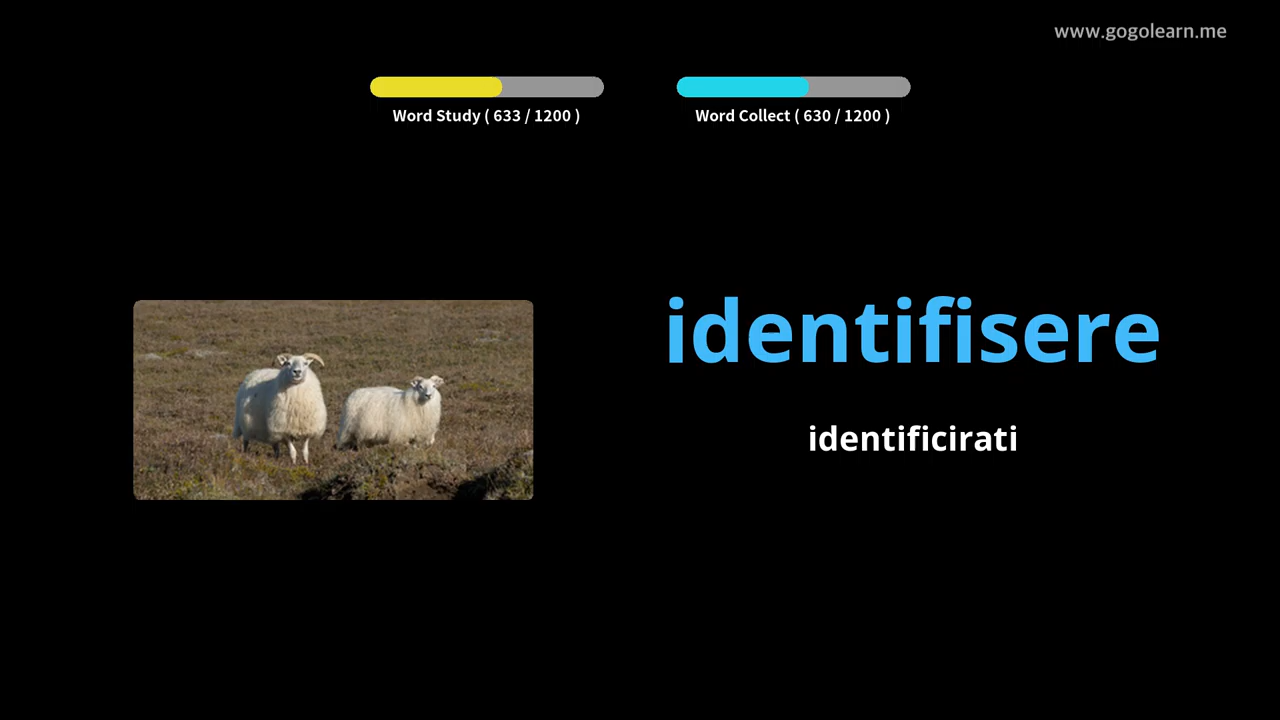 www.gogolearn.me
Word Study ( 633 / 1200 )
Word Collect ( 630 / 1200 )
identifisere
identificirati